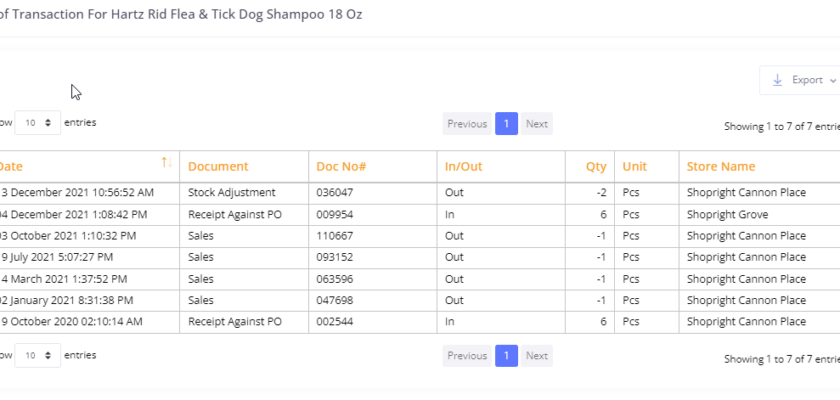 of Transaction For Hartz Rid Flea & Tick Dog Shampoo 18 Oz
Export
ow 10 entries Previous 1 Next Showing 1 to 7 of 7 entrie
Date Document Doc No# In/Out Qty Unit Store Name
3 December 2021 10:56:52 AM Stock Adjustment 036047 Out -2 Pcs Shopright Cannon Place
04 December 2021 1:08:42 PM Receipt Against PO 009954 In 6 Pcs Shopright Grove
03 October 2021 1:10:32 PM Sales 110667 Out -1 Pcs Shopright Cannon Place
9 July 2021 5:07:27 PM Sales 093152 Out -1 Pcs Shopright Cannon Place
4 March 2021 1:37:52 PM Sales 063596 Out -1 Pcs Shopright Cannon Place
02 January 2021 8:31:38 PM Sales 047698 Out -1 Pcs Shopright Cannon Place
9 October 2020 02:10:14 AM Receipt Against PO 002544 In 6 Pcs Shopright Cannon Place
ow 10 entries Previous 1 Next Showing 1 to 7 of 7 entrie